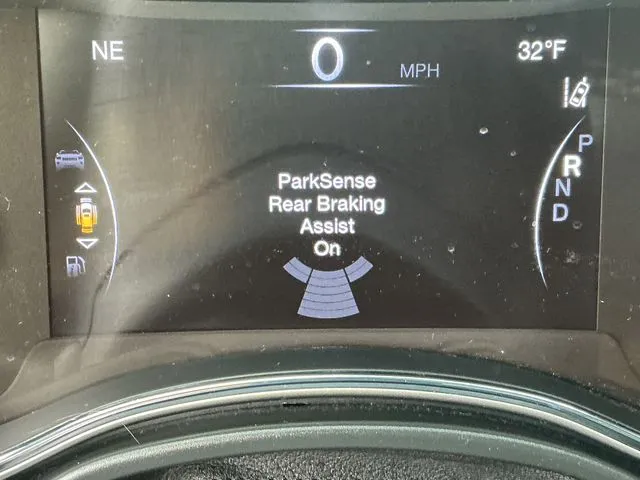 NE
0
MPH
32°F
P
R
N
D
ParkSense
Rear Braking
Assist
On